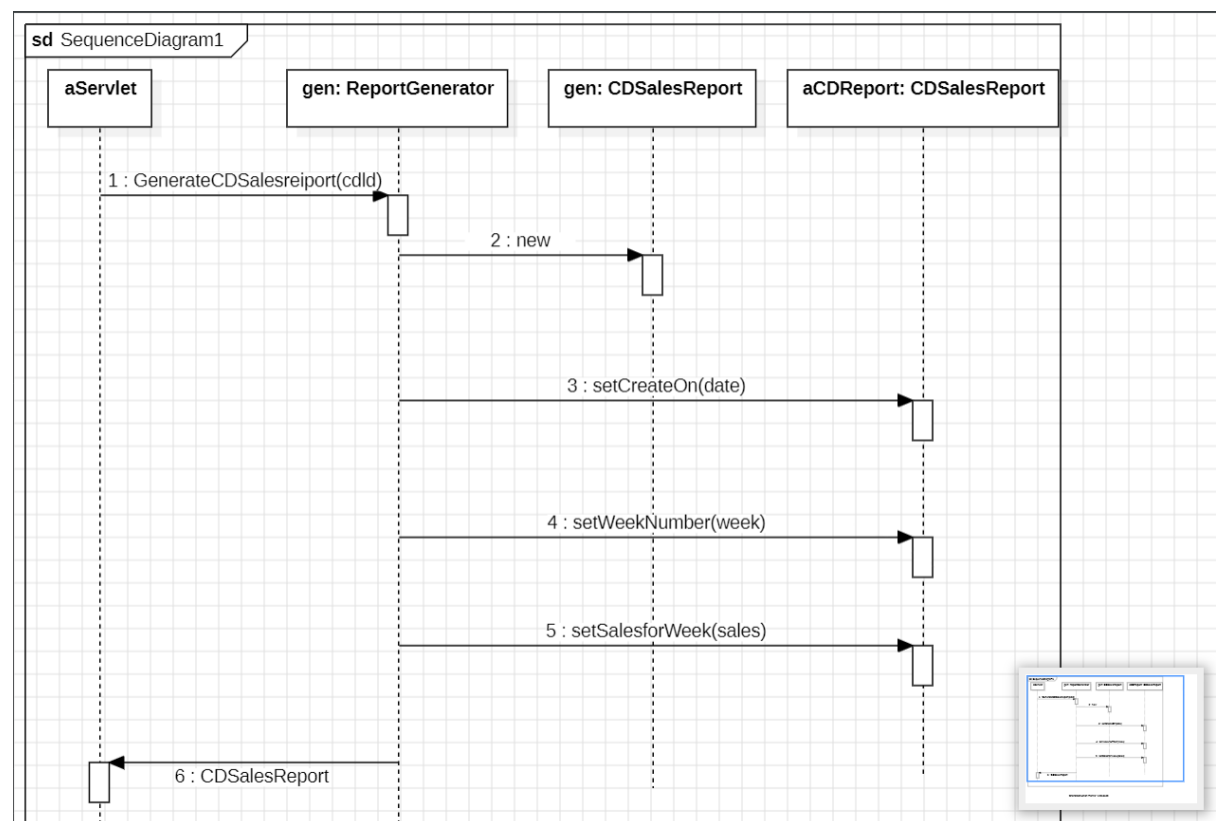 sd SequenceDiagram1
aServlet
gen: ReportGenerator
gen: CDSalesReport
aCDReport: CDSalesReport
1 : GenerateCDSalesreiport(cdId)
2 : new
3 : setCreateOn(date)
4 : setWeekNumber(week)
5 : setSalesforWeek(sales)
6 : CDSalesReport